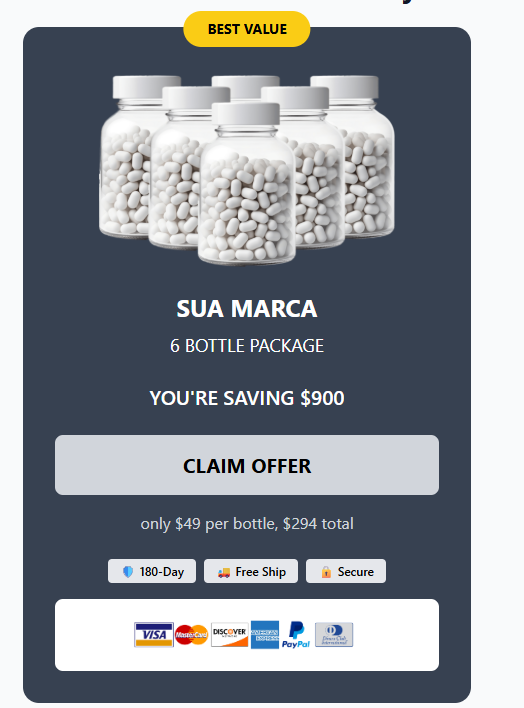 BEST VALUE
SUA MARCA
6 BOTTLE PACKAGE
YOU'RE SAVING $900
CLAIM OFFER
only $49 per bottle, $294 total
180-Day Free Ship Secure
VISA MasterCard DISCOVER AMERICAN EXPRESS PayPal Diners Club International